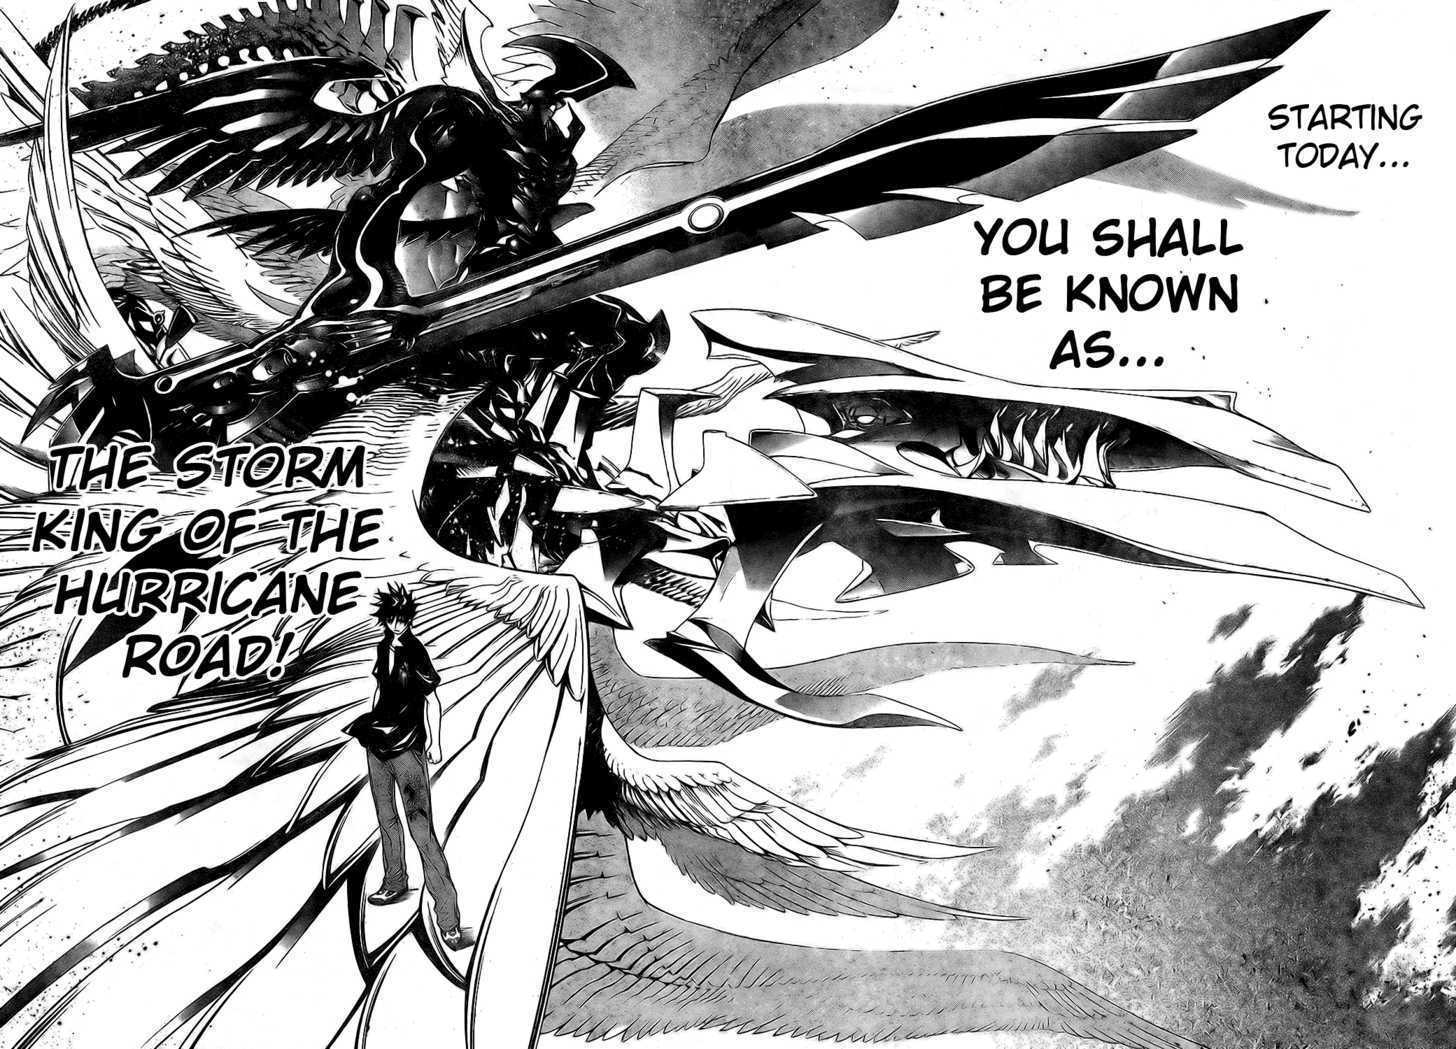 STARTING
TODAY...
YOU SHALL
BE KNOWN
AS...
THE STORM
KING OF THE
HURRICANE
ROAD!